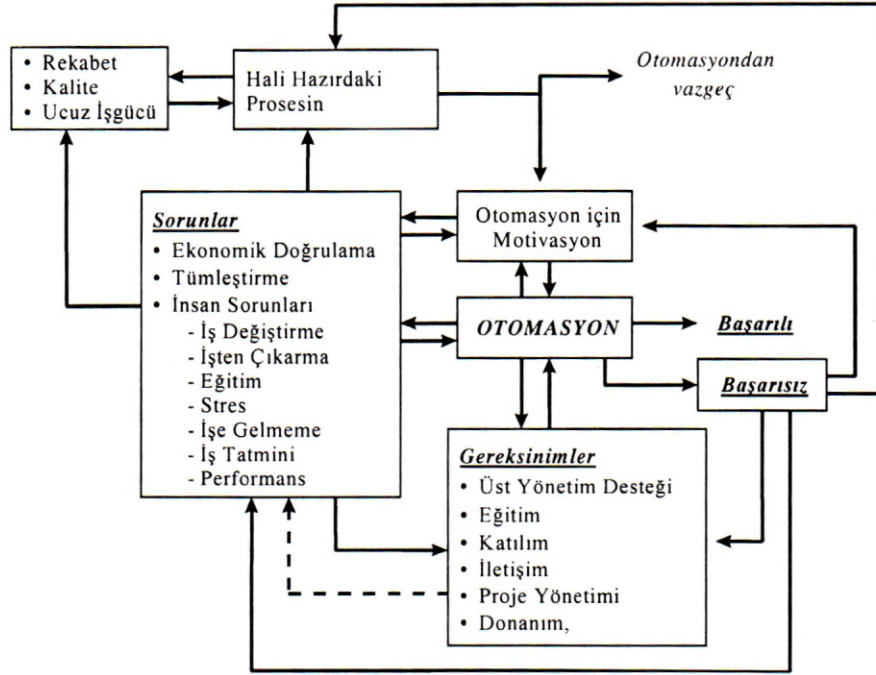 • Rekabet
• Kalite
• Ucuz İşgücü
Hali Hazırdaki
Prosesin
Otomasyondan
vazgeç
Sorunlar
• Ekonomik Doğrulama
• Tümleştirme
• İnsan Sorunları
- İş Değiştirme
- İşten Çıkarma
- Eğitim
- Stres
- İşe Gelmeme
- İş Tatmini
- Performans
Otomasyon için
Motivasyon
OTOMASYON
Başarılı
Başarısız
Gereksinimler
• Üst Yönetim Desteği
• Eğitim
• Katılım
• İletişim
• Proje Yönetimi
• Donanım,